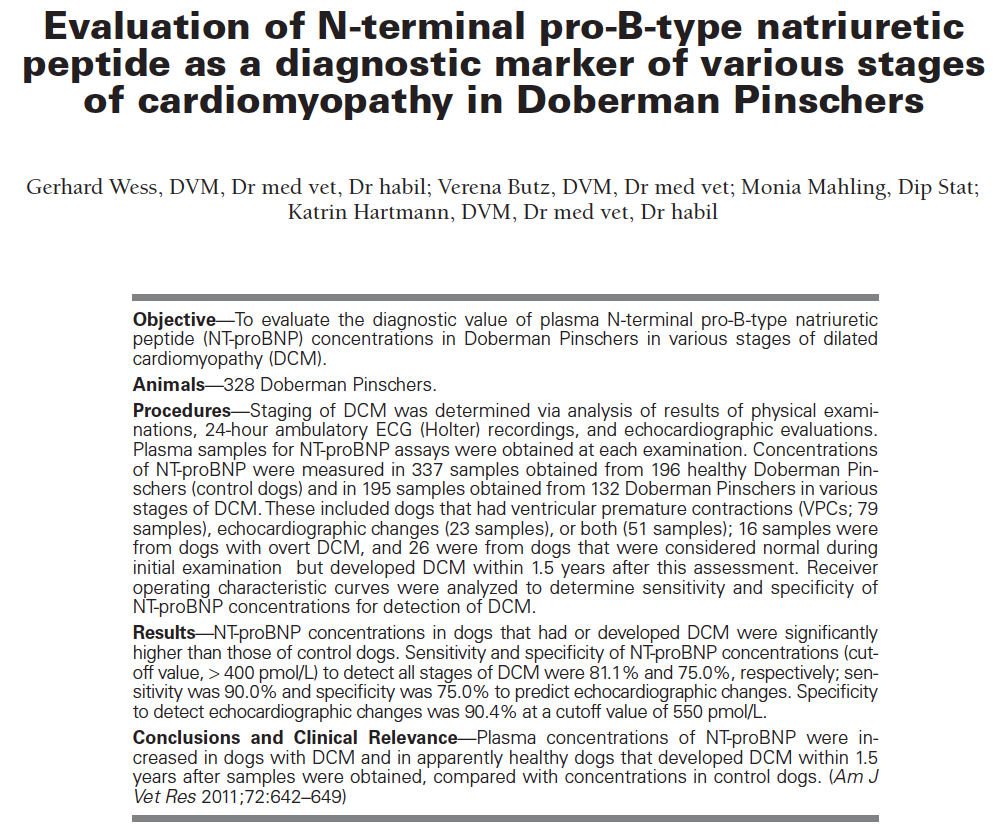 Evaluation of N-terminal pro-B-type natriuretic
peptide as a diagnostic marker of various stages
of cardiomyopathy in Doberman Pinschers
Gerhard Wess, DVM, Dr med vet, Dr habil; Verena Butz, DVM, Dr med vet; Monia Mahling, Dip Stat;
Katrin Hartmann, DVM, Dr med vet, Dr habil
Objective—To evaluate the diagnostic value of plasma N-terminal pro-B-type natriuretic
peptide (NT-proBNP) concentrations in Doberman Pinschers in various stages of dilated
cardiomyopathy (DCM).
Animals—328 Doberman Pinschers.
Procedures—Staging of DCM was determined via analysis of results of physical exami-
nations, 24-hour ambulatory ECG (Holter) recordings, and echocardiographic evaluations.
Plasma samples for NT-proBNP assays were obtained at each examination. Concentrations
of NT-proBNP were measured in 337 samples obtained from 196 healthy Doberman Pin-
schers (control dogs) and in 195 samples obtained from 132 Doberman Pinschers in various
stages of DCM. These included dogs that had ventricular premature contractions (VPCs; 79
samples), echocardiographic changes (23 samples), or both (51 samples); 16 samples were
from dogs with overt DCM, and 26 were from dogs that were considered normal during
initial examination but developed DCM within 1.5 years after this assessment. Receiver
operating characteristic curves were analyzed to determine sensitivity and specificity of
NT-proBNP concentrations for detection of DCM.
Results—NT-proBNP concentrations in dogs that had or developed DCM were significantly
higher than those of control dogs. Sensitivity and specificity of NT-proBNP concentrations (cut-
off value, > 400 pmol/L) to detect all stages of DCM were 81.1% and 75.0%, respectively; sen-
sitivity was 90.0% and specificity was 75.0% to predict echocardiographic changes. Specificity
to detect echocardiographic changes was 90.4% at a cutoff value of 550 pmol/L.
Conclusions and Clinical Relevance—Plasma concentrations of NT-proBNP were in-
creased in dogs with DCM and in apparently healthy dogs that developed DCM within 1.5
years after samples were obtained, compared with concentrations in control dogs. (Am J
Vet Res 2011;72:642–649)